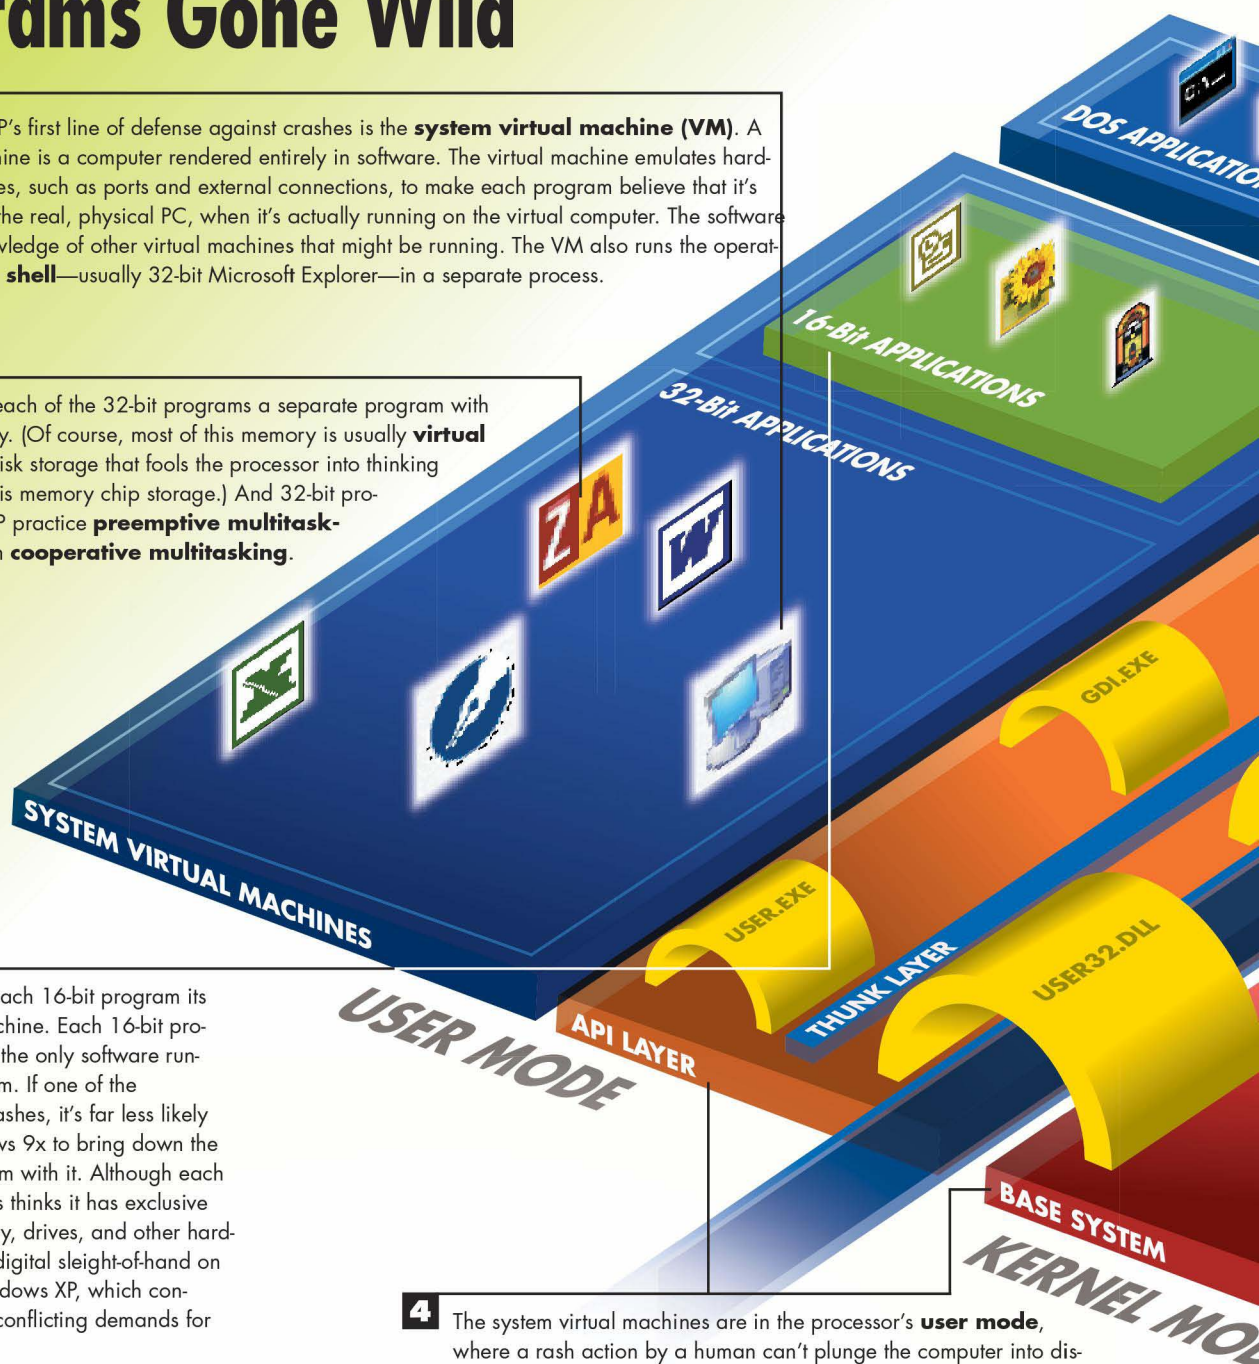 Gone Wild
P's first line of defense against crashes is the system virtual machine (VM). A
hine is a computer rendered entirely in software. The virtual machine emulates hard-
es, such as ports and external connections, to make each program believe that it's
the real, physical PC, when it's actually running on the virtual computer. The software
wledge of other virtual machines that might be running. The VM also runs the operat-
shell—usually 32-bit Microsoft Explorer—in a separate process.
each of the 32-bit programs a separate program with
y. (Of course, most of this memory is usually virtual
isk storage that fools the processor into thinking
is memory chip storage.) And 32-bit pro-
P practice preemptive multitask-
n cooperative multitasking.
DOS APPLICATIO
C:\_
16-Bit APPLICATIONS
32-Bit APPLICATIONS
ZA
W
X
GDI.EXE
SYSTEM VIRTUAL MACHINES
USER.EXE
THUNK LAYER
USER32.DLL
API LAYER
USER MODE
BASE SYSTEM
KERNEL MOD
ach 16-bit program its
chine. Each 16-bit pro-
the only software run-
m. If one of the
ashes, it's far less likely
ws 9x to bring down the
m with it. Although each
s thinks it has exclusive
y, drives, and other hard-
digital sleight-of-hand on
dows XP, which con-
conflicting demands for
4 The system virtual machines are in the processor's user mode,
where a rash action by a human can't plunge the computer into dis-